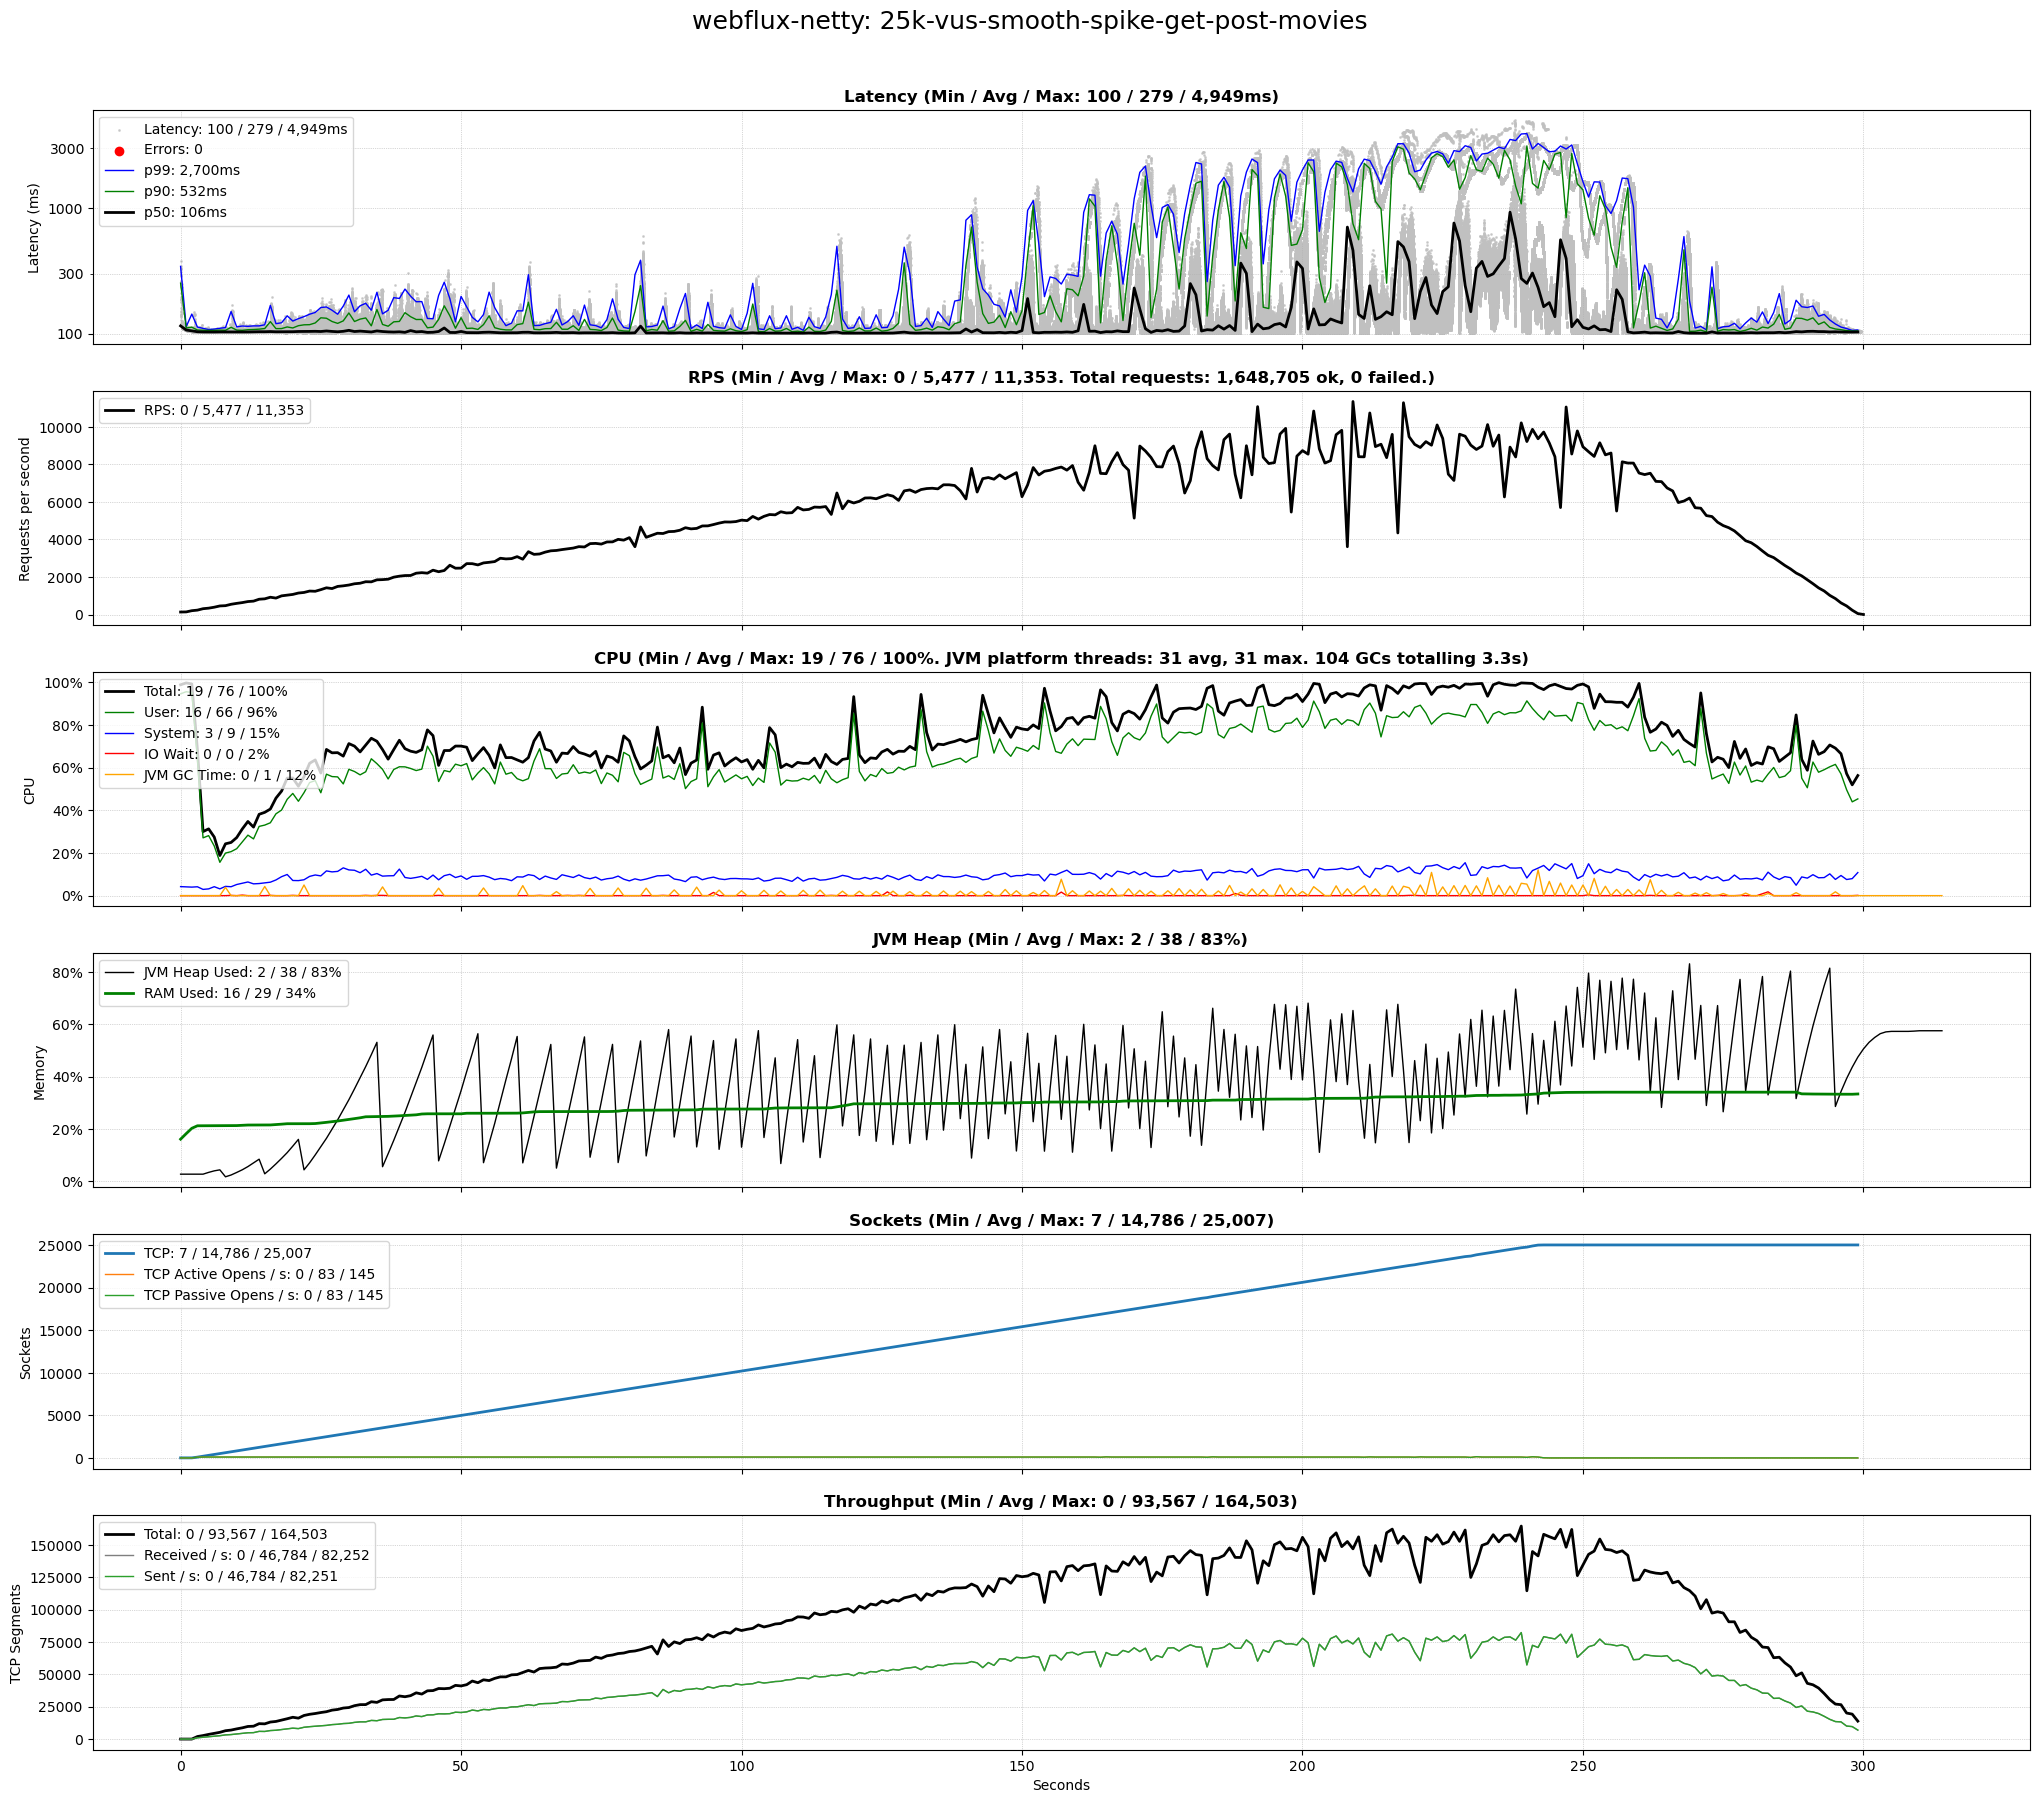 webflux-netty: 25k-vus-smooth-spike-get-post-movies
Latency (Min / Avg / Max: 100 / 279 / 4,949ms)
Latency (ms)
3000
1000
300
100
Latency: 100 / 279 / 4,949ms
Errors: 0
p99: 2,700ms
p90: 532ms
p50: 106ms
RPS (Min / Avg / Max: 0 / 5,477 / 11,353. Total requests: 1,648,705 ok, 0 failed.)
Requests per second
10000
8000
6000
4000
2000
0
RPS: 0 / 5,477 / 11,353
CPU (Min / Avg / Max: 19 / 76 / 100%. JVM platform threads: 31 avg, 31 max. 104 GCs totalling 3.3s)
CPU
100%
80%
60%
40%
20%
0%
Total: 19 / 76 / 100%
User: 16 / 66 / 96%
System: 3 / 9 / 15%
IO Wait: 0 / 0 / 2%
JVM GC Time: 0 / 1 / 12%
JVM Heap (Min / Avg / Max: 2 / 38 / 83%)
Memory
80%
60%
40%
20%
0%
JVM Heap Used: 2 / 38 / 83%
RAM Used: 16 / 29 / 34%
Sockets (Min / Avg / Max: 7 / 14,786 / 25,007)
Sockets
25000
20000
15000
10000
5000
0
TCP: 7 / 14,786 / 25,007
TCP Active Opens / s: 0 / 83 / 145
TCP Passive Opens / s: 0 / 83 / 145
Throughput (Min / Avg / Max: 0 / 93,567 / 164,503)
TCP Segments
150000
125000
100000
75000
50000
25000
0
Total: 0 / 93,567 / 164,503
Received / s: 0 / 46,784 / 82,252
Sent / s: 0 / 46,784 / 82,251
0 50 100 150 200 250 300
Seconds